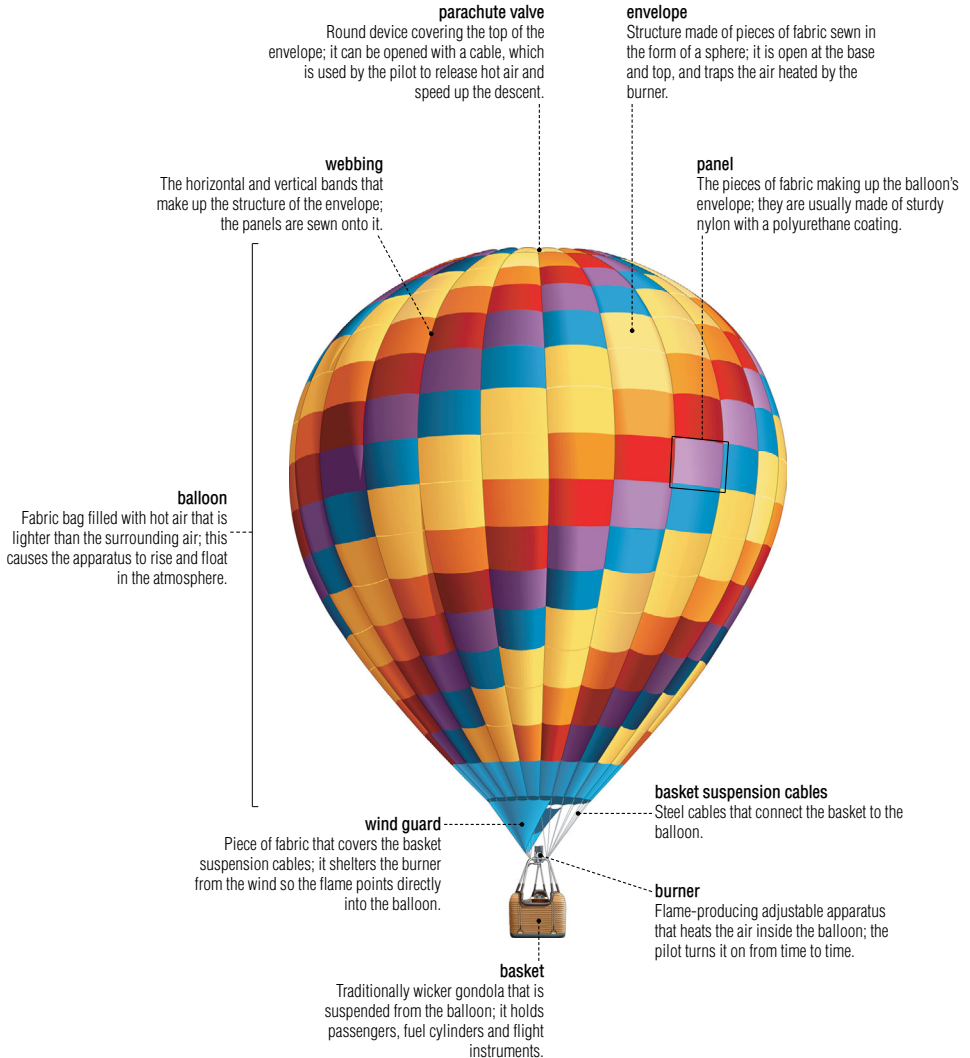 parachute valve
Round device covering the top of the
envelope; it can be opened with a cable, which
is used by the pilot to release hot air and
speed up the descent.
envelope
Structure made of pieces of fabric sewn in
the form of a sphere; it is open at the base
and top, and traps the air heated by the
burner.
webbing
The horizontal and vertical bands that
make up the structure of the envelope;
the panels are sewn onto it.
panel
The pieces of fabric making up the balloon's
envelope; they are usually made of sturdy
nylon with a polyurethane coating.
balloon
Fabric bag filled with hot air that is
lighter than the surrounding air; this
causes the apparatus to rise and float
in the atmosphere.
basket suspension cables
Steel cables that connect the basket to the
balloon.
wind guard
Piece of fabric that covers the basket
suspension cables; it shelters the burner
from the wind so the flame points directly
into the balloon.
burner
Flame-producing adjustable apparatus
that heats the air inside the balloon; the
pilot turns it on from time to time.
basket
Traditionally wicker gondola that is
suspended from the balloon; it holds
passengers, fuel cylinders and flight
instruments.